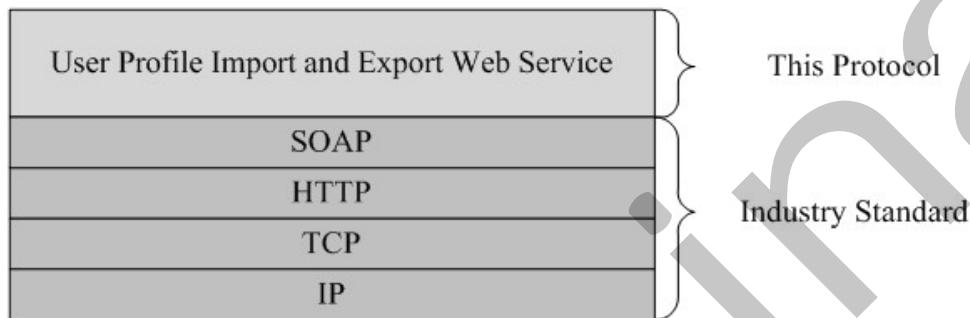 User Profile Import and Export Web Service
This Protocol
SOAP
HTTP
Industry Standard
TCP
IP